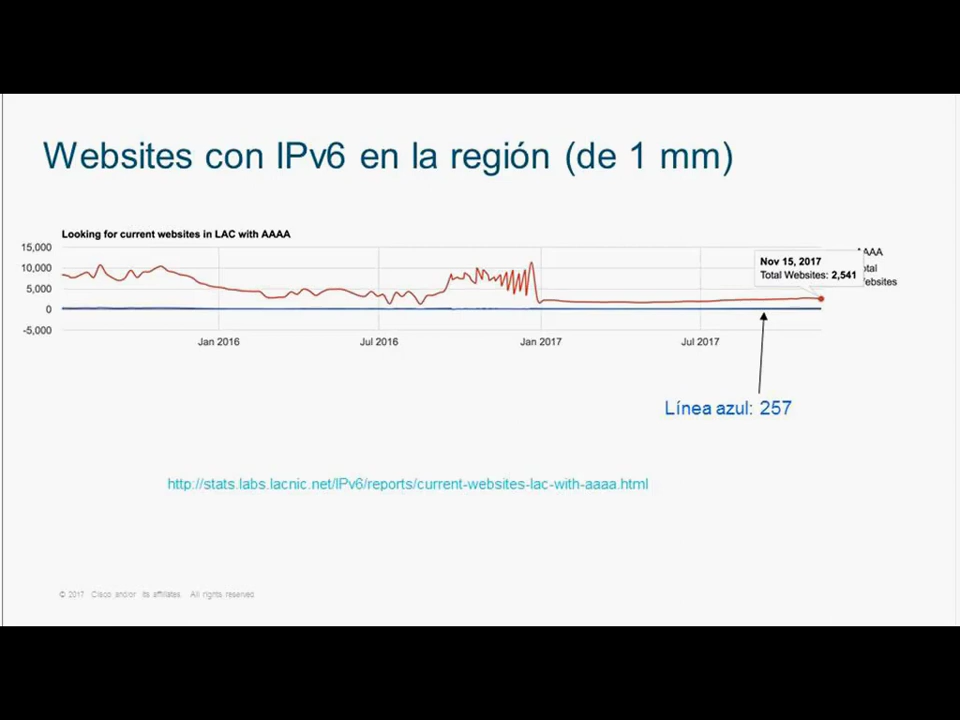 Websites con IPv6 en la región (de 1 mm)
Looking for current websites in LAC with AAAA
15,000
10,000
5,000
0
-5,000
Jan 2016
Jul 2016
Jan 2017
Jul 2017
Nov 15, 2017
Total Websites: 2,541
AAA
otal
ebsites
Línea azul: 257
http://stats.labs.lacnic.net/IPv6/reports/current-websites-lac-with-aaaa.html
© 2017 Cisco and/or its affiliates. All rights reserved